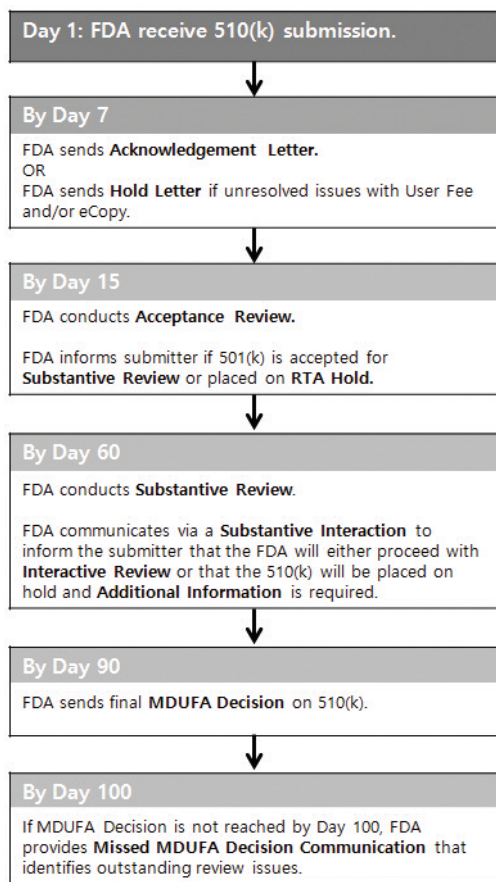 Day 1: FDA receive 510(k) submission.
By Day 7
FDA sends Acknowledgement Letter.
OR
FDA sends Hold Letter if unresolved issues with User Fee
and/or eCopy.
By Day 15
FDA conducts Acceptance Review.
FDA informs submitter if 501(k) is accepted for
Substantive Review or placed on RTA Hold.
By Day 60
FDA conducts Substantive Review.
FDA communicates via a Substantive Interaction to
inform the submitter that the FDA will either proceed with
Interactive Review or that the 510(k) will be placed on
hold and Additional Information is required.
By Day 90
FDA sends final MDUFA Decision on 510(k).
By Day 100
If MDUFA Decision is not reached by Day 100, FDA
provides Missed MDUFA Decision Communication that
identifies outstanding review issues.